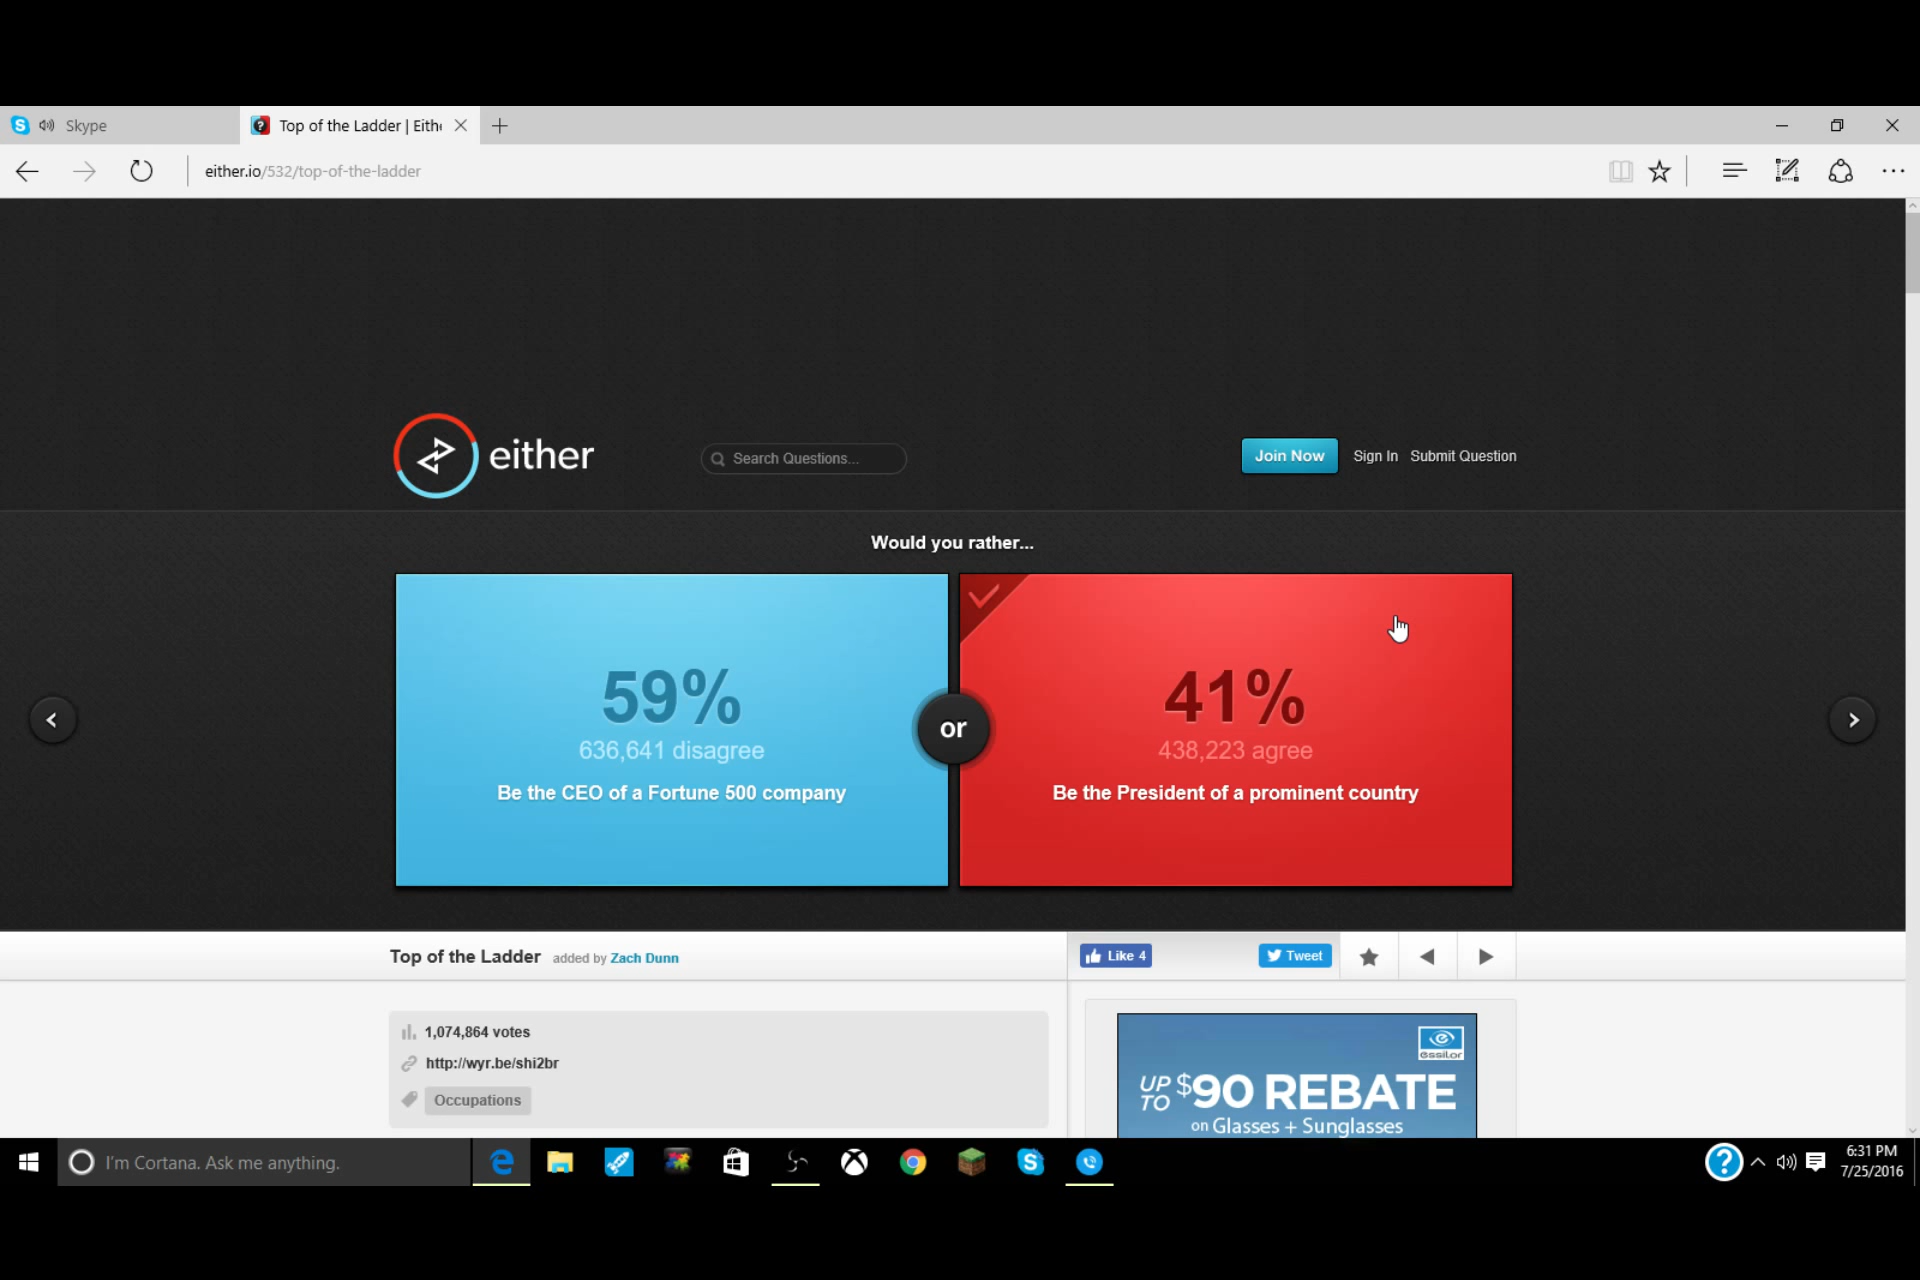 Skype
Top of the Ladder | Eith
either.io/532/top-of-the-ladder
either
Search Questions...
Join Now
Sign In
Submit Question
Would you rather...
59%
636,641 disagree
Be the CEO of a Fortune 500 company
or
41%
438,223 agree
Be the President of a prominent country
Top of the Ladder added by Zach Dunn
Like 4
Tweet
1,074,864 votes
http://wyr.be/shi2br
Occupations
essilor
UP TO $90 REBATE
on Glasses + Sunglasses
I'm Cortana. Ask me anything.
6:31 PM
7/25/2016